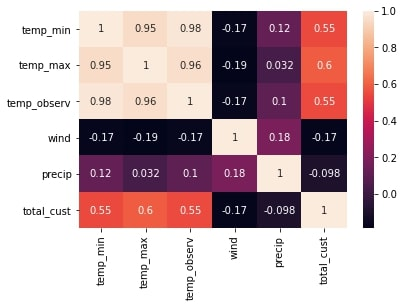 temp_min 1 0.95 0.98 -0.17 0.12 0.55
temp_max 0.95 1 0.96 -0.19 0.032 0.6
temp_observ 0.98 0.96 1 -0.17 0.1 0.55
wind -0.17 -0.19 -0.17 1 0.18 -0.17
precip 0.12 0.032 0.1 0.18 1 -0.098
total_cust 0.55 0.6 0.55 -0.17 -0.098 1
temp_min
temp_max
temp_observ
wind
precip
total_cust
1.0
0.8
0.6
0.4
0.2
0.0